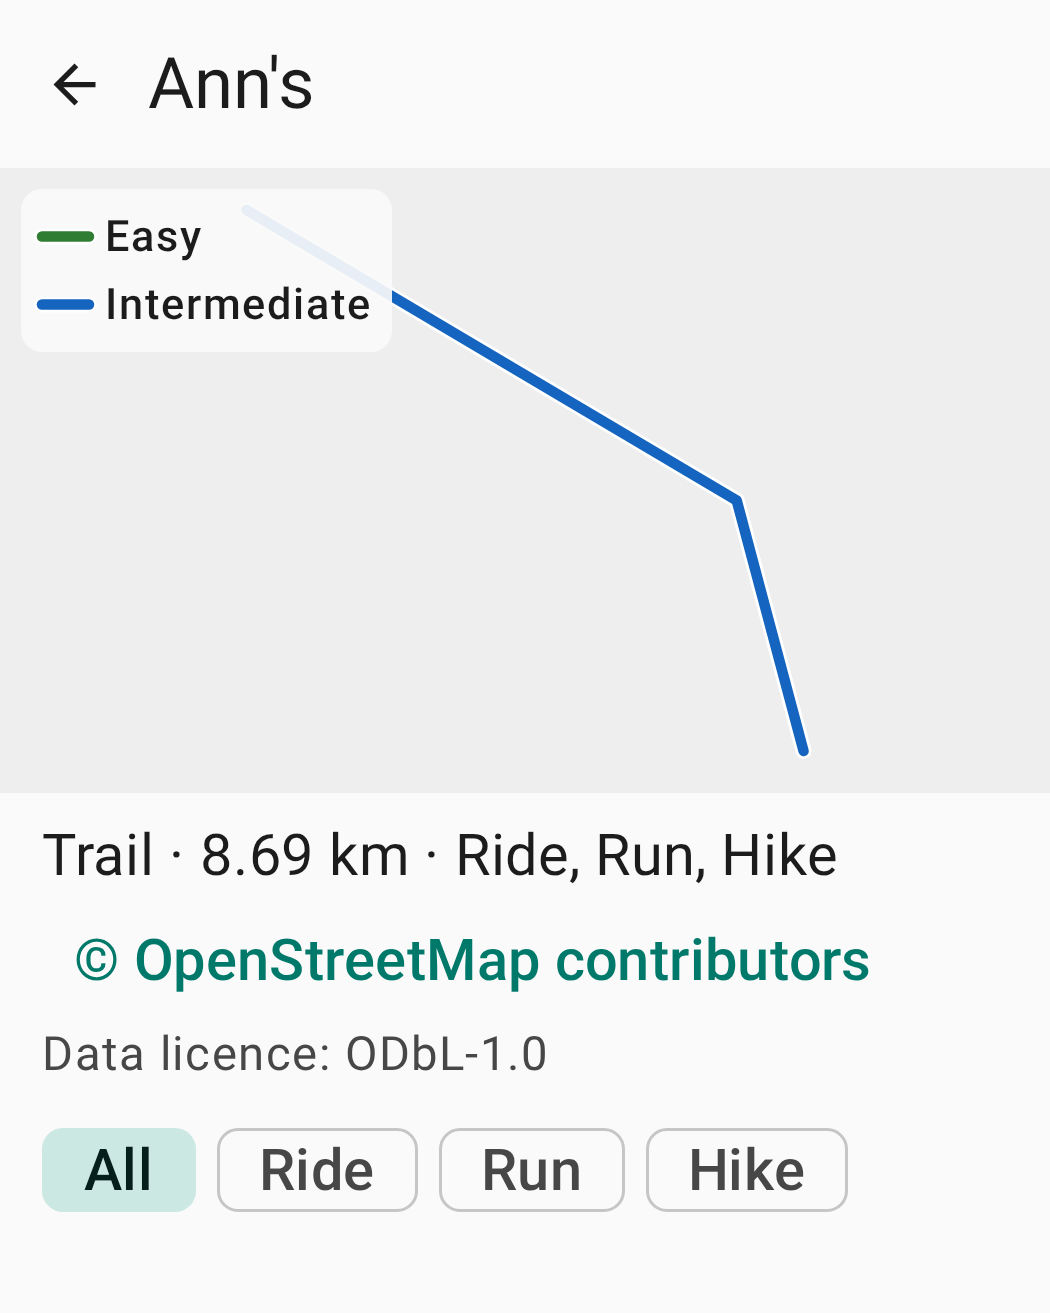 Ann's
Easy
Intermediate
Trail · 8.69 km · Ride, Run, Hike
© OpenStreetMap contributors
Data licence: ODbL-1.0
All Ride Run Hike